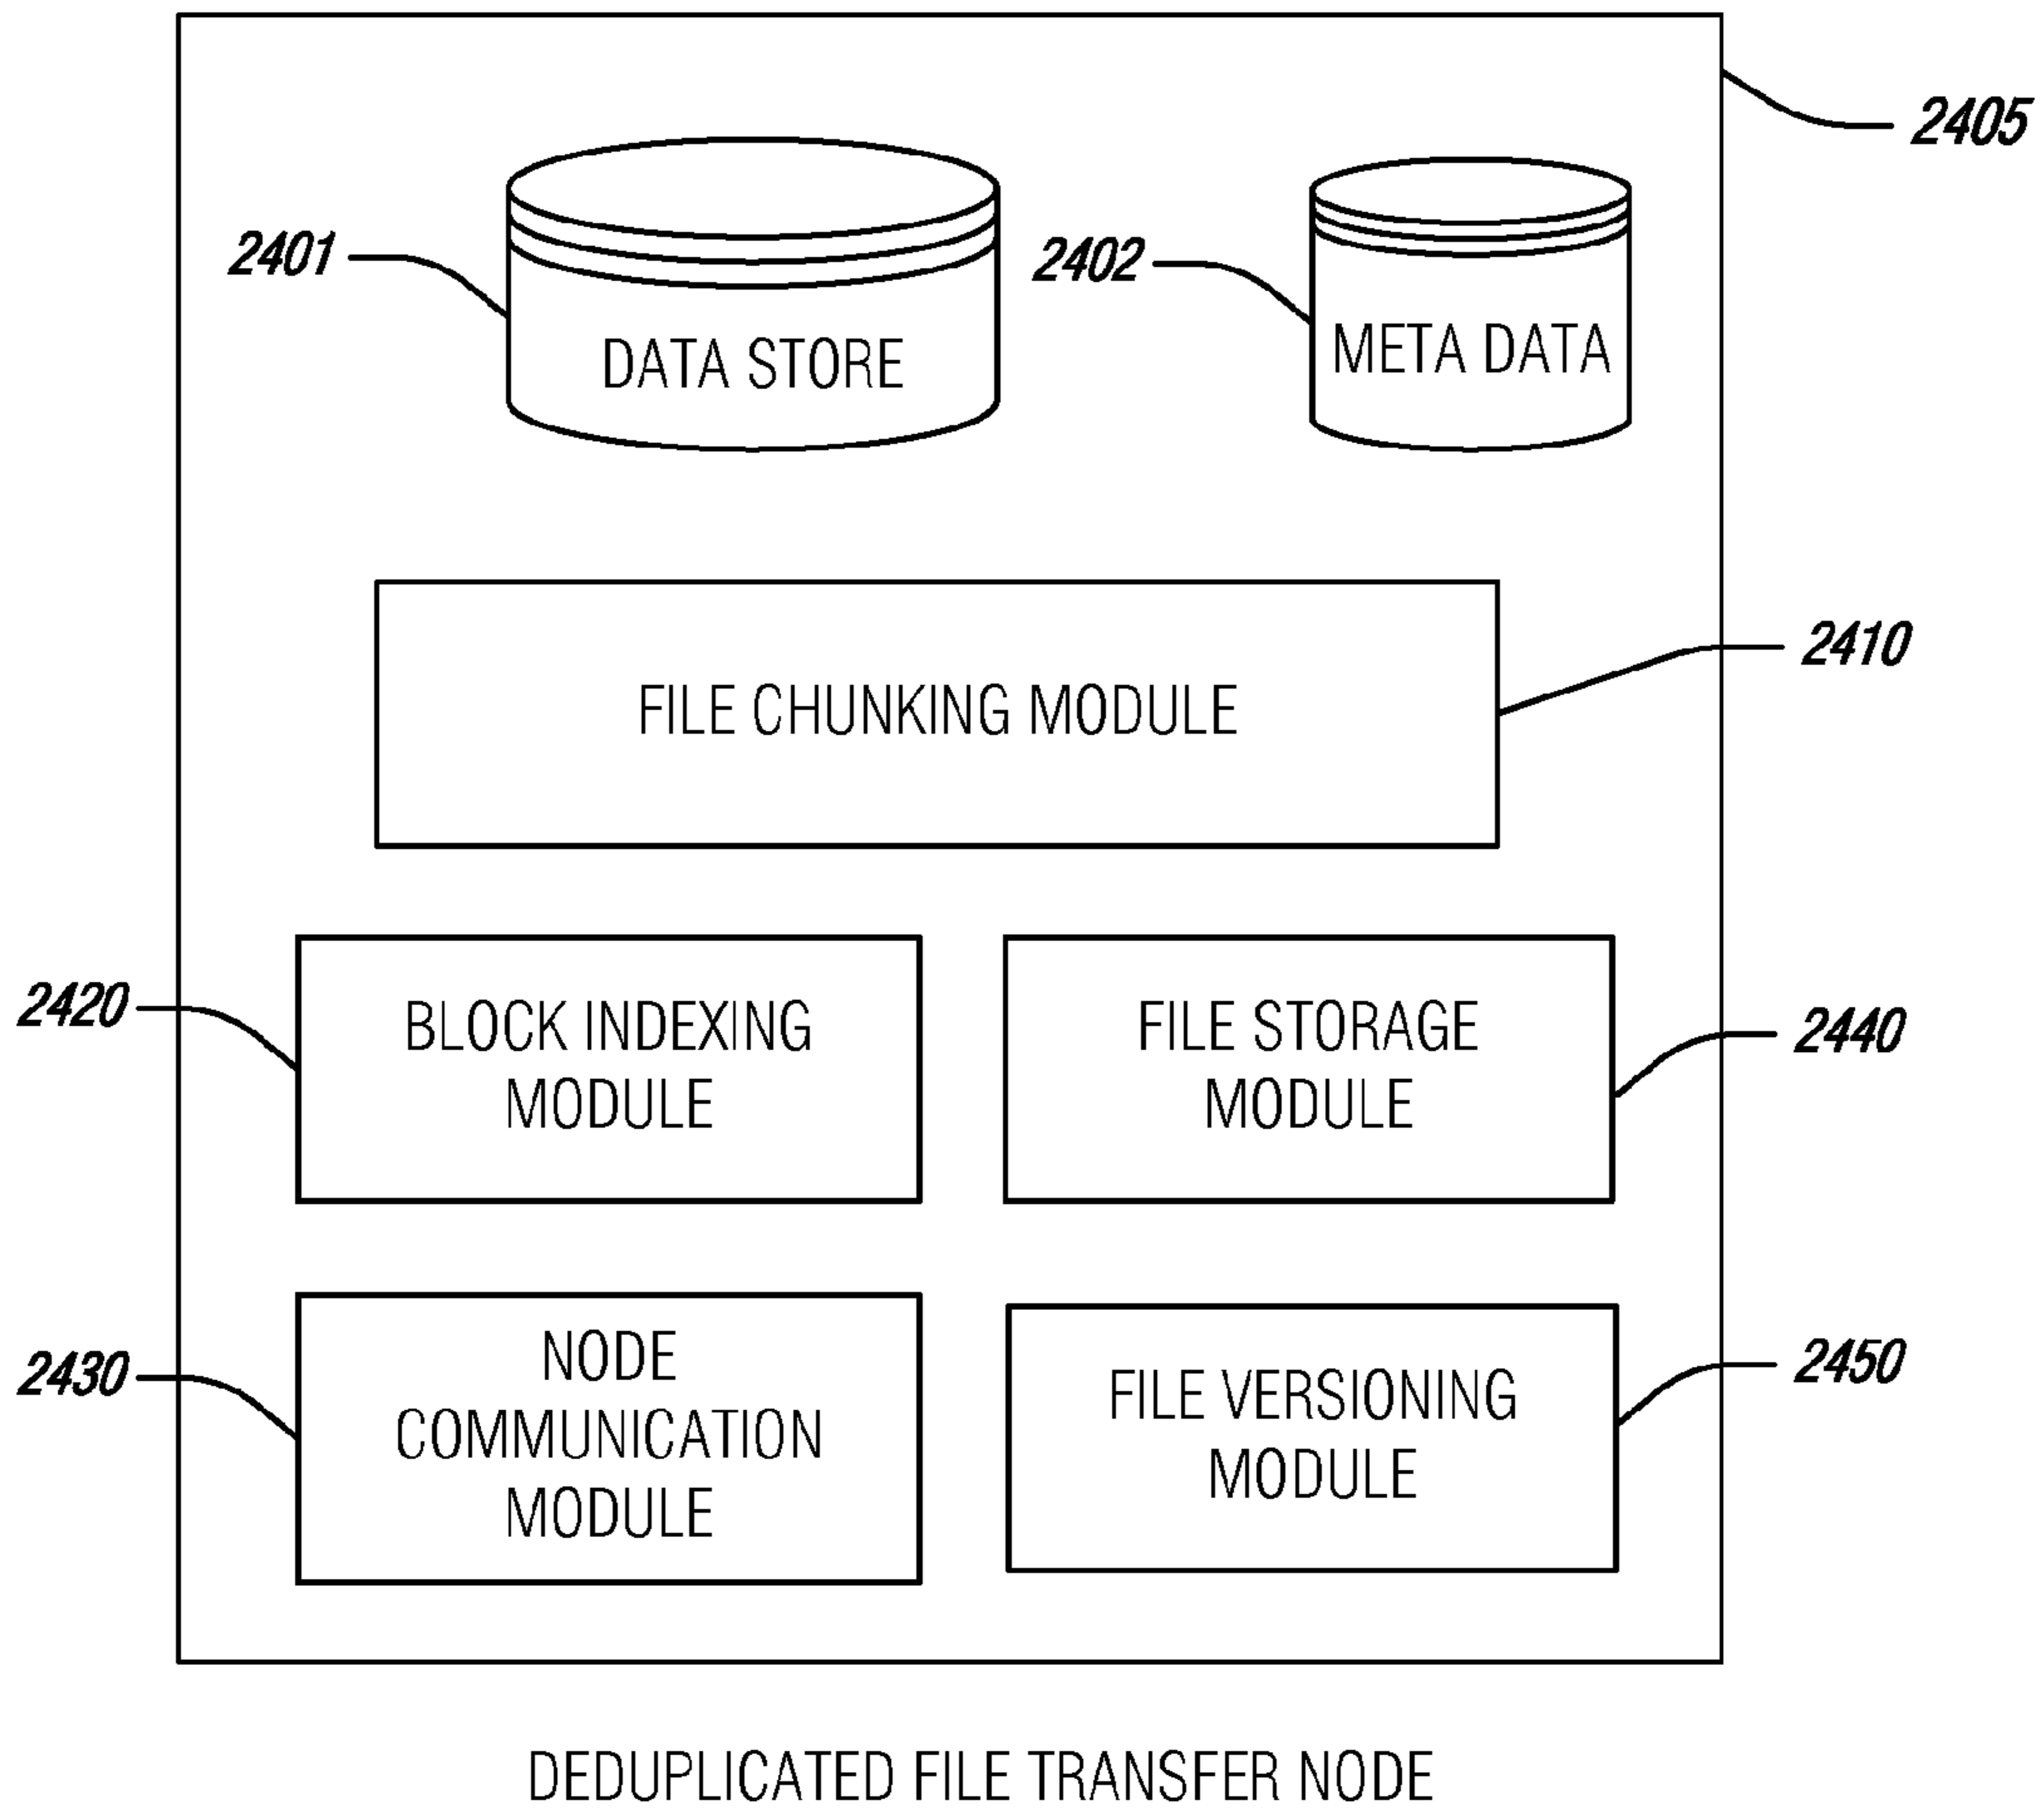 2405
2401
2402
DATA STORE
META DATA
2410
FILE CHUNKING MODULE
2420
BLOCK INDEXING
MODULE
FILE STORAGE
MODULE
2440
2430
NODE
COMMUNICATION
MODULE
FILE VERSIONING
MODULE
2450
DEDUPLICATED FILE TRANSFER NODE